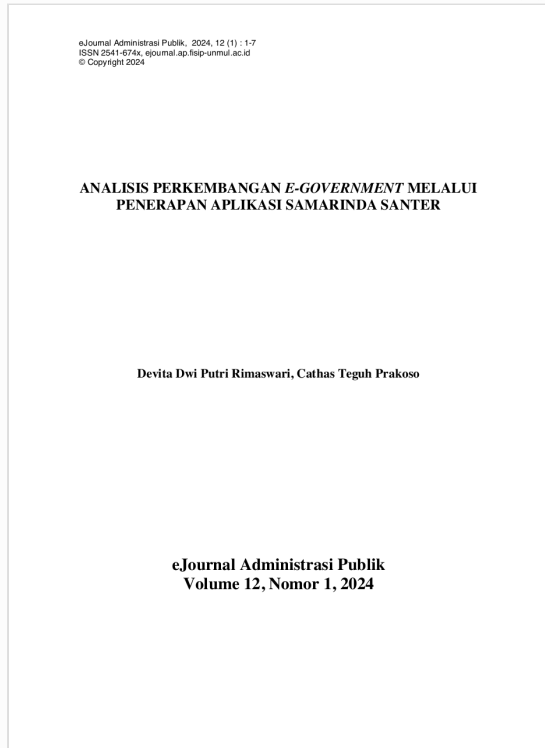 eJournal Administrasi Publik, 2024, 12 (1) : 1-7
ISSN 2541-674x, ejournal.ap.fisip-unmul.ac.id
© Copyright 2024
ANALISIS PERKEMBANGAN E-GOVERNMENT MELALUI
PENERAPAN APLIKASI SAMARINDA SANTER
Devita Dwi Putri Rimaswari, Cathas Teguh Prakoso
eJournal Administrasi Publik
Volume 12, Nomor 1, 2024